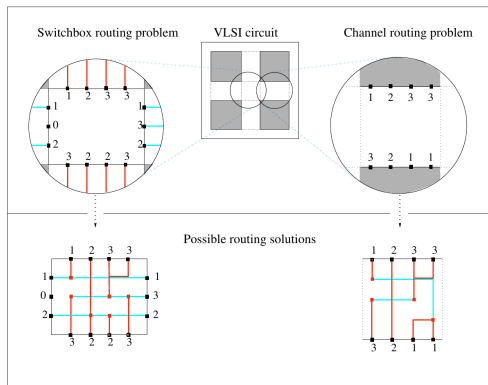 Switchbox routing problem
VLSI circuit
Channel routing problem
1 2 3 3
1 1
0 3
2 2
3 2 2 3
1 2 3 3
3 2 1 1
Possible routing solutions
1 2 3 3
1 1
0 3
2 2
3 2 2 3
1 2 3 3
3 2 1 1